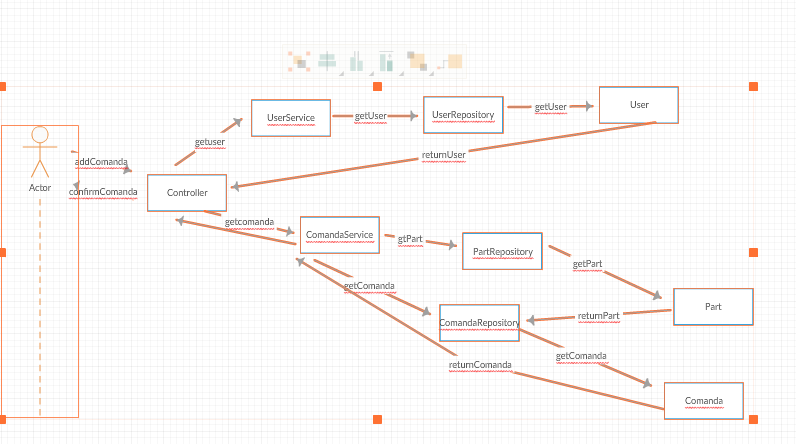 User
UserService
getUser
UserRepository
getUser
getuser
returnUser
addComanda
Actor
confirmComanda
Controller
getcomanda
ComandaService
gtPart
PartRepository
getPart
getComanda
Part
returnPart
ComandaRepository
getComanda
returnComanda
Comanda